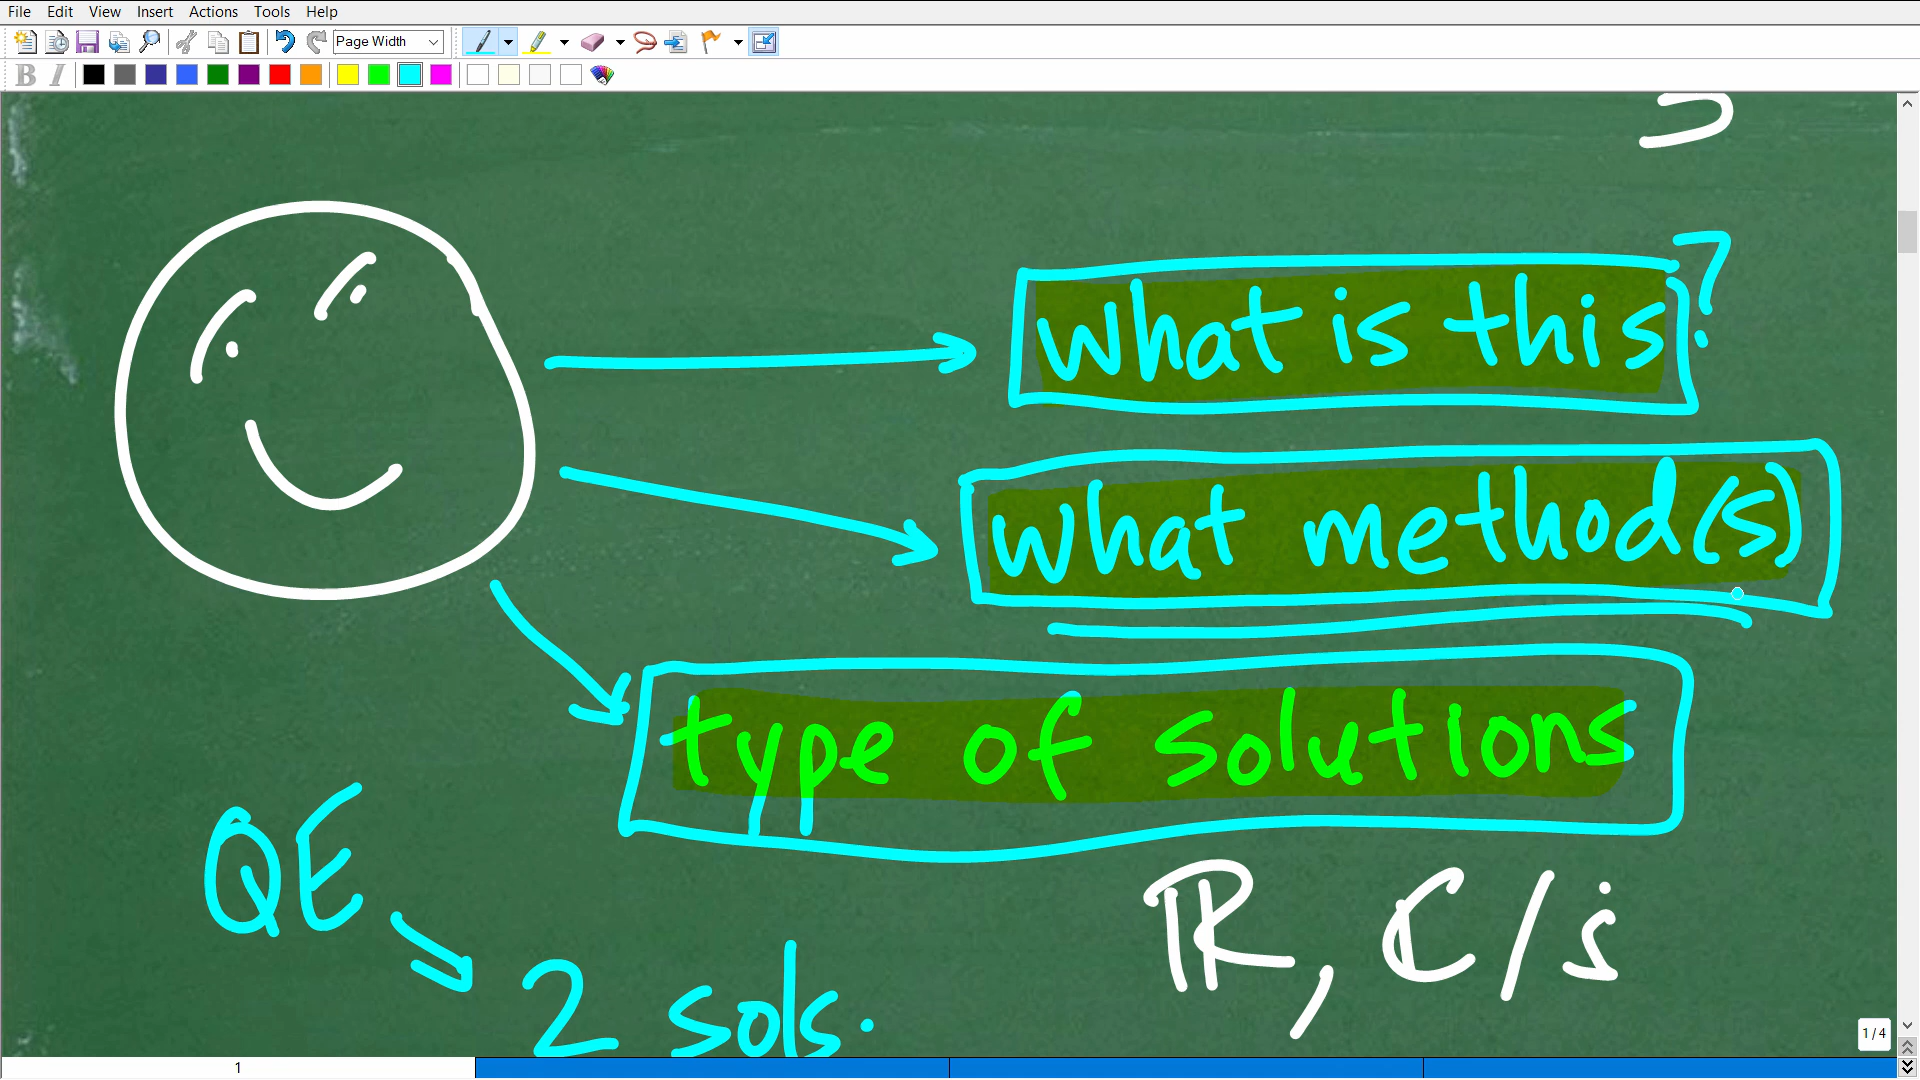 File Edit View Insert Actions Tools Help
Page Width
B I
What is this?
What method(s)
type of solutions
QE
2 sols.
ℝ, ℂ/i
1 / 4
1